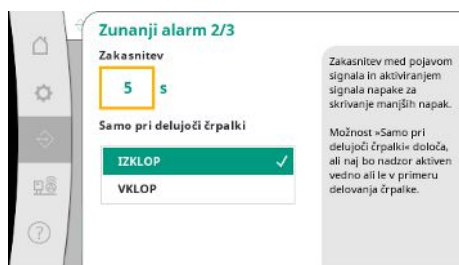 Zunanji alarm 2/3
Zakasnitev
5 s
Samo pri delujoči črpalki
IZKLOP
VKLOP
Zakasnitev med pojavom
signala in aktiviranjem
signala napake za
skrivanje manjših napak.
Možnost »Samo pri
delujoči črpalki« določa,
ali naj bo nadzor aktiven
vedno ali le v primeru
delovanja črpalke.